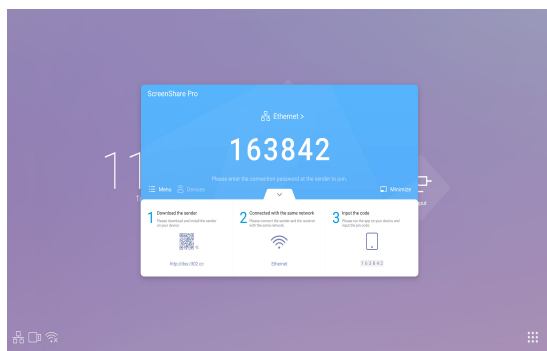 ScreenShare Pro
Ethernet >
163842
Please enter the connection password at the sender to join.
Menu
Devices
Minimize
11
1 Download the sender
Please download and install the sender
on your device.
2 Connected with the same network
Please connect the sender and the receiver
with the same network.
3 Input the code
Please run the app on your device and
input the pin code.
Ethernet
163842